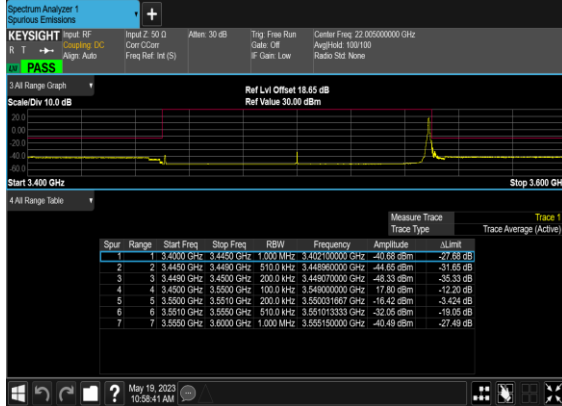 Spectrum Analyzer 1
Spurious Emissions
+
KEYSIGHT Input: RF Input Z: 50 Ω Atten: 30 dB Trig: Free Run Center Freq: 22.005000000 GHz
R T Coupling: DC Corr CCorr Gate: Off Avg|Hold: 100/100
Align: Auto Freq Ref: Int (S) IF Gain: Low Radio Std: None
PASS
3 All Range Graph
Ref Lvl Offset 18.65 dB
Scale/Div 10.0 dB Ref Value 30.00 dBm
20.0
0.00
-20.0
-40.0
-60.0
Start 3.400 GHz Stop 3.600 GH
4 All Range Table
Measure Trace Trace 1
Trace Type Trace Average (Active)
Spur Range Start Freq Stop Freq RBW Frequency Amplitude ΔLimit
1 1 3.4000 GHz 3.4450 GHz 1.000 MHz 3.402100000 GHz -40.68 dBm -27.68 dB
2 2 3.4450 GHz 3.4490 GHz 510.0 kHz 3.448960000 GHz -44.65 dBm -31.65 dB
3 3 3.4490 GHz 3.4500 GHz 200.0 kHz 3.449070000 GHz -48.33 dBm -35.33 dB
4 4 3.4500 GHz 3.5500 GHz 100.0 kHz 3.549000000 GHz 17.80 dBm -12.20 dB
5 5 3.5500 GHz 3.5510 GHz 200.0 kHz 3.550031667 GHz -16.42 dBm -3.424 dB
6 6 3.5510 GHz 3.5550 GHz 510.0 kHz 3.551013333 GHz -32.05 dBm -19.05 dB
7 7 3.5550 GHz 3.6000 GHz 1.000 MHz 3.555150000 GHz -40.49 dBm -27.49 dB
? May 19, 2023
10:58:41 AM